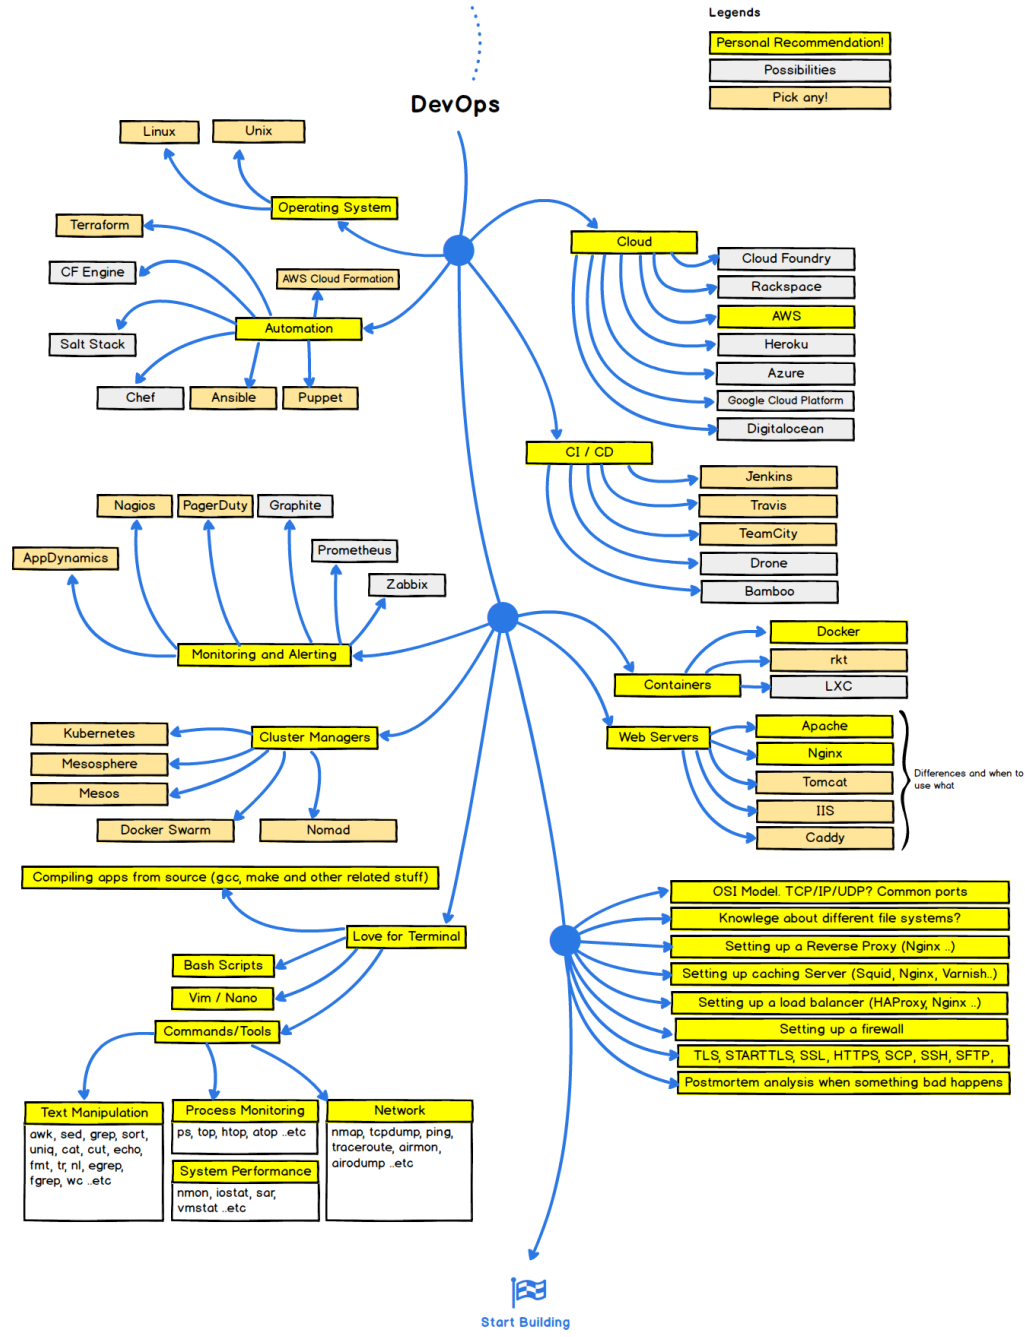 Legends
Personal Recommendation!
Possibilities
Pick any!
DevOps
Linux
Unix
Operating System
Terraform
CF Engine
AWS Cloud Formation
Automation
Salt Stack
Chef
Ansible
Puppet
Cloud
Cloud Foundry
Rackspace
AWS
Heroku
Azure
Google Cloud Platform
Digitalocean
CI / CD
Jenkins
Travis
TeamCity
Drone
Bamboo
Nagios
PagerDuty
Graphite
AppDynamics
Prometheus
Zabbix
Monitoring and Alerting
Containers
Docker
rkt
LXC
Cluster Managers
Kubernetes
Mesosphere
Mesos
Docker Swarm
Nomad
Web Servers
Apache
Nginx
Tomcat
IIS
Caddy
Differences and when to
use what
Compiling apps from source (gcc, make and other related stuff)
Love for Terminal
Bash Scripts
Vim / Nano
Commands/Tools
OSI Model. TCP/IP/UDP? Common ports
Knowlege about different file systems?
Setting up a Reverse Proxy (Nginx ..)
Setting up caching Server (Squid, Nginx, Varnish..)
Setting up a load balancer (HAProxy, Nginx ..)
Setting up a firewall
TLS, STARTTLS, SSL, HTTPS, SCP, SSH, SFTP,
Postmortem analysis when something bad happens
Text Manipulation
awk, sed, grep, sort,
uniq, cat, cut, echo,
fmt, tr, nl, egrep,
fgrep, wc ..etc
Process Monitoring
ps, top, htop, atop ..etc
System Performance
nmon, iostat, sar,
vmstat ..etc
Network
nmap, tcpdump, ping,
traceroute, airmon,
airodump ..etc
Start Building